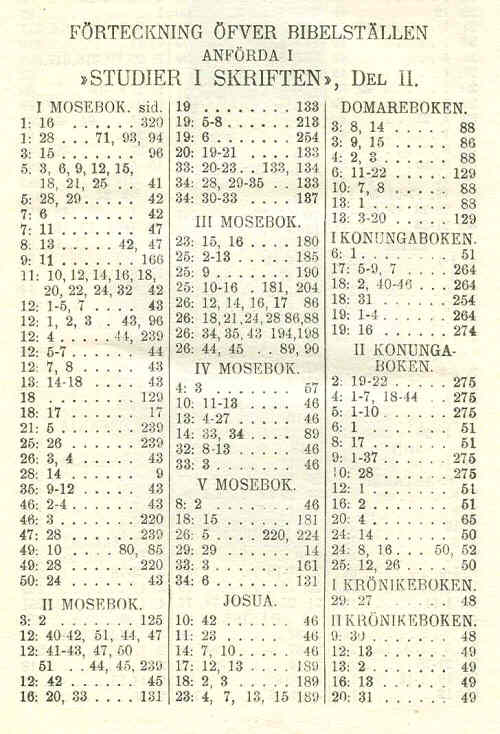 FÖRTECKNING ÖFVER BIBELSTÄLLEN
ANFÖRDA I
»STUDIER I SKRIFTEN», DEL II.
I MOSEBOK. sid.
1: 16 . . . . . . 320
1: 28 . . . 71, 93, 94
3: 15 . . . . . . 96
5. 3, 6, 9, 12, 15,
18, 21, 25 . . 41
5: 28, 29 . . . . . 42
7: 6 . . . . . . . 42
7: 11 . . . . . . 47
8: 13 . . . . . 42, 47
9: 11 . . . . . . 166
11: 10, 12, 14, 16, 18,
20, 22, 24, 32 42
12: 1-5, 7 . . . . 43
12: 1, 2, 3 . . 43, 96
12: 4 . . . . . 44, 239
12: 5-7 . . . . . 44
12: 7, 8 . . . . . 43
13: 14-18 . . . . 43
18 . . . . . . . . 129
18: 17 . . . . . . 17
21: 5 . . . . . . 239
25: 26 . . . . . . 239
26: 3, 4 . . . . . 43
28: 14 . . . . . . 9
35: 9-12 . . . . . 43
46: 2-4 . . . . . 43
46: 3 . . . . . . 220
47: 28 . . . . . . 239
49: 10 . . . . 80, 85
49: 28 . . . . . . 220
50: 24 . . . . . . 43
II MOSEBOK.
3: 2 . . . . . . . 125
12: 40-42, 51, 44, 47
12: 41-43, 47, 50
51 . . 44, 45, 239
12: 42 . . . . . . 45
16: 20, 33 . . . . 131
19 . . . . . . . . 133
19: 5-8 . . . . . . 213
19: 6 . . . . . . . 254
20: 19-21 . . . . 133
33: 20-23 . . 133, 134
34: 28, 29-35 . . 133
34: 30-33 . . . . 137
III MOSEBOK.
23: 15, 16 . . . . 180
25: 2-13 . . . . . 185
25: 9 . . . . . . . 190
25: 10-16 . 181, 204
26: 12, 14, 16, 17 86
26: 18, 21, 24, 28 86,88
26: 34, 35, 43 194,198
26: 44, 45 . . 89, 90
IV MOSEBOK.
4: 3 . . . . . . . 57
10: 11-13 . . . . 46
13: 4-27 . . . . . 46
14: 33, 34 . . . . 89
32: 8-13 . . . . . 46
33: 3 . . . . . . . 46
V MOSEBOK.
8: 2 . . . . . . . 46
18: 15 . . . . . . 181
26: 5 . . . . 220, 224
29: 29 . . . . . . 14
33: 3 . . . . . . . 161
34: 6 . . . . . . . 131
JOSUA.
10: 42 . . . . . . 46
11: 23 . . . . . . 46
14: 7, 10 . . . . . 46
17: 12, 13 . . . . 189
18: 2, 3 . . . . . 189
23: 4, 7, 13, 15 189
DOMAREBOKEN.
3: 8, 14 . . . . . 88
3: 9, 15 . . . . . 86
4: 2, 3 . . . . . . 88
6: 11-22 . . . . . 129
10: 7, 8 . . . . . 88
13: 1 . . . . . . . 88
13: 3-20 . . . . . 129
I KONUNGABOKEN.
6: 1 . . . . . . . 51
17: 5-9, 7 . . . . 264
18: 2, 40-46 . . . 264
18: 31 . . . . . . 254
19: 1-4 . . . . . . 264
19: 16 . . . . . . 274
II KONUNGA-
BOKEN.
2: 19-22 . . . . . 275
4: 1-7, 18-44 . . 275
5: 1-10 . . . . . . 275
6: 1 . . . . . . . 51
8: 17 . . . . . . . 51
9: 1-37 . . . . . . 275
10: 28 . . . . . . 275
12: 1 . . . . . . . 51
16: 2 . . . . . . . 51
20: 4 . . . . . . . 65
24: 14 . . . . . . 50
24: 8, 16 . . . 50, 52
25: 12, 26 . . . . 50
I KRÖNIKEBOKEN.
29: 27 . . . . . . 48
II KRÖNIKEBOKEN.
9: 30 . . . . . . . 48
12: 13 . . . . . . 49
13: 2 . . . . . . . 49
16: 13 . . . . . . 49
20: 31 . . . . . . 49